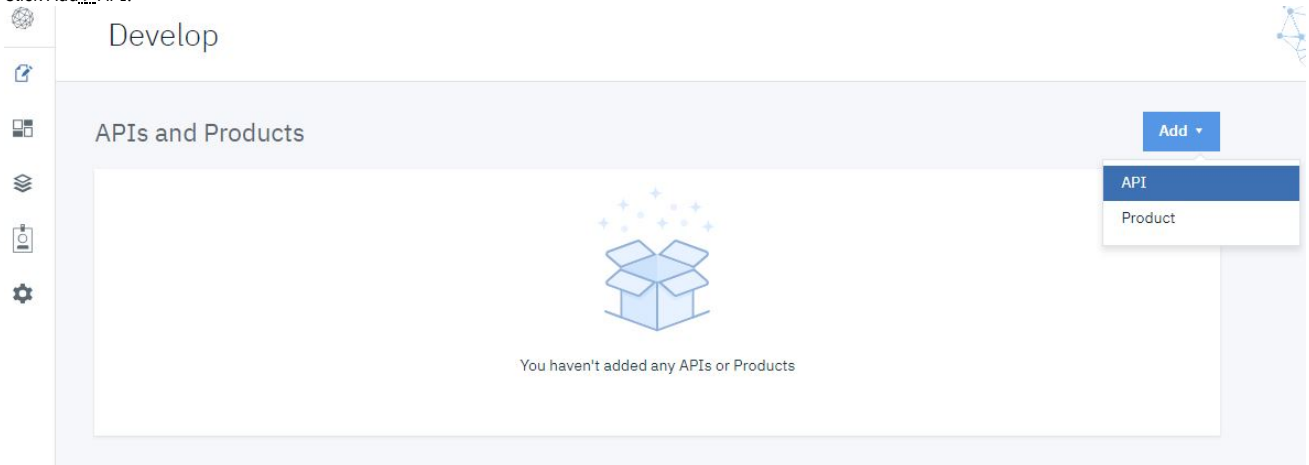 Develop
APIs and Products
Add
API
Product
You haven't added any APIs or Products